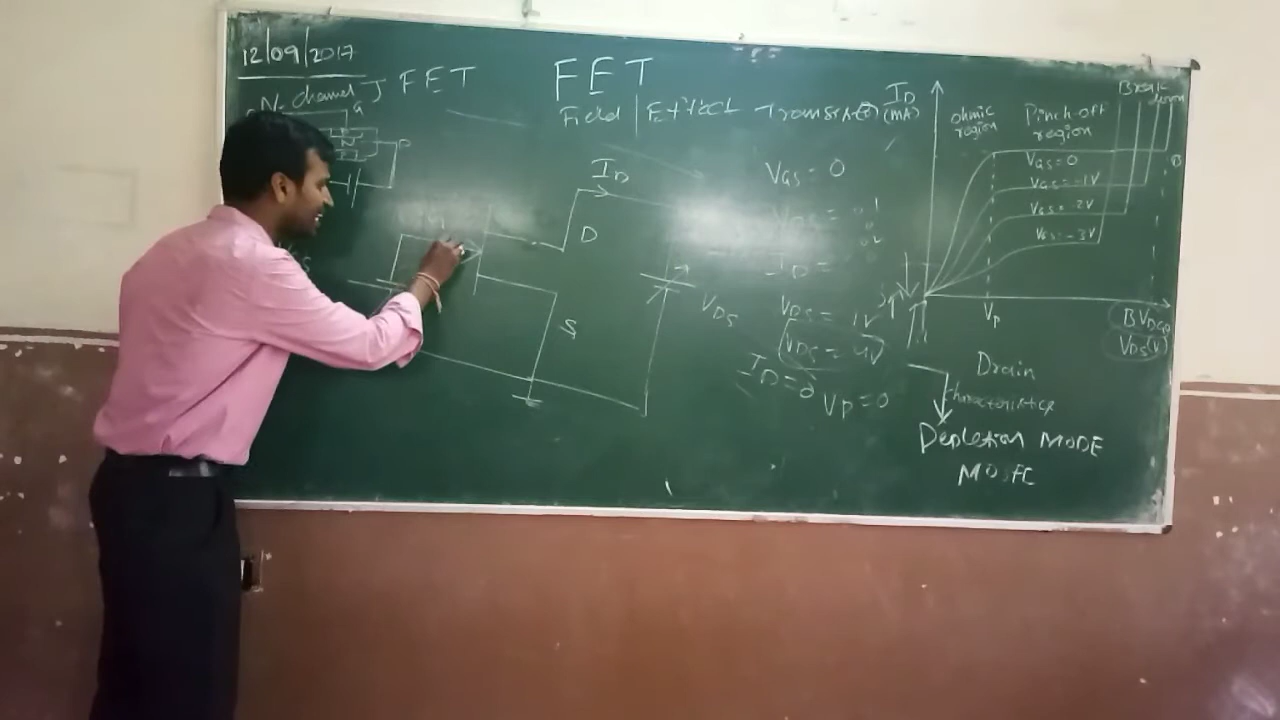 12/09/2017
N-Channel JFET
G
D
FET
Field Effect Transistor
ID
D
S
VDS
VGS = 0
ID =
VDS = 1V
VDS = 4V
ID = 0
VP = 0
ID
(mA)
ohmic
region
Pinch-off
region
Break
down
VGS = 0
VGS = -1V
VGS = -2V
VGS = -3V
VP
BVDGO
VDS(V)
Drain
characteristics
Depletion MODE
MOSFE